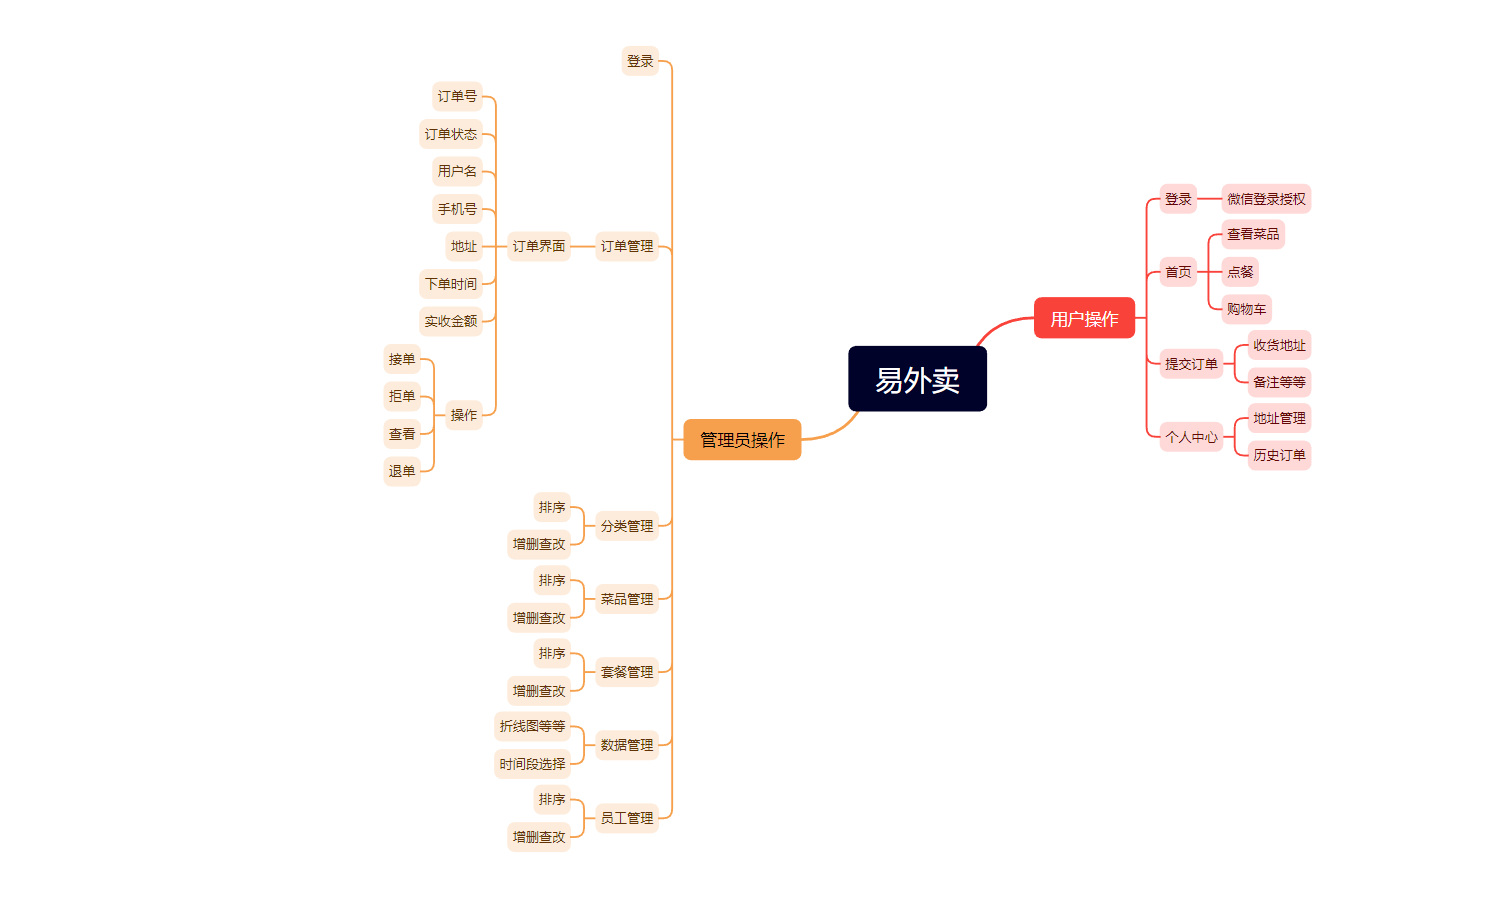 易外卖
用户操作
登录
微信登录授权
首页
查看菜品
点餐
购物车
提交订单
收货地址
备注等等
个人中心
地址管理
历史订单
管理员操作
登录
订单管理
订单界面
订单号
订单状态
用户名
手机号
地址
下单时间
实收金额
操作
接单
拒单
查看
退单
分类管理
排序
增删查改
菜品管理
排序
增删查改
套餐管理
排序
增删查改
数据管理
折线图等等
时间段选择
员工管理
排序
增删查改